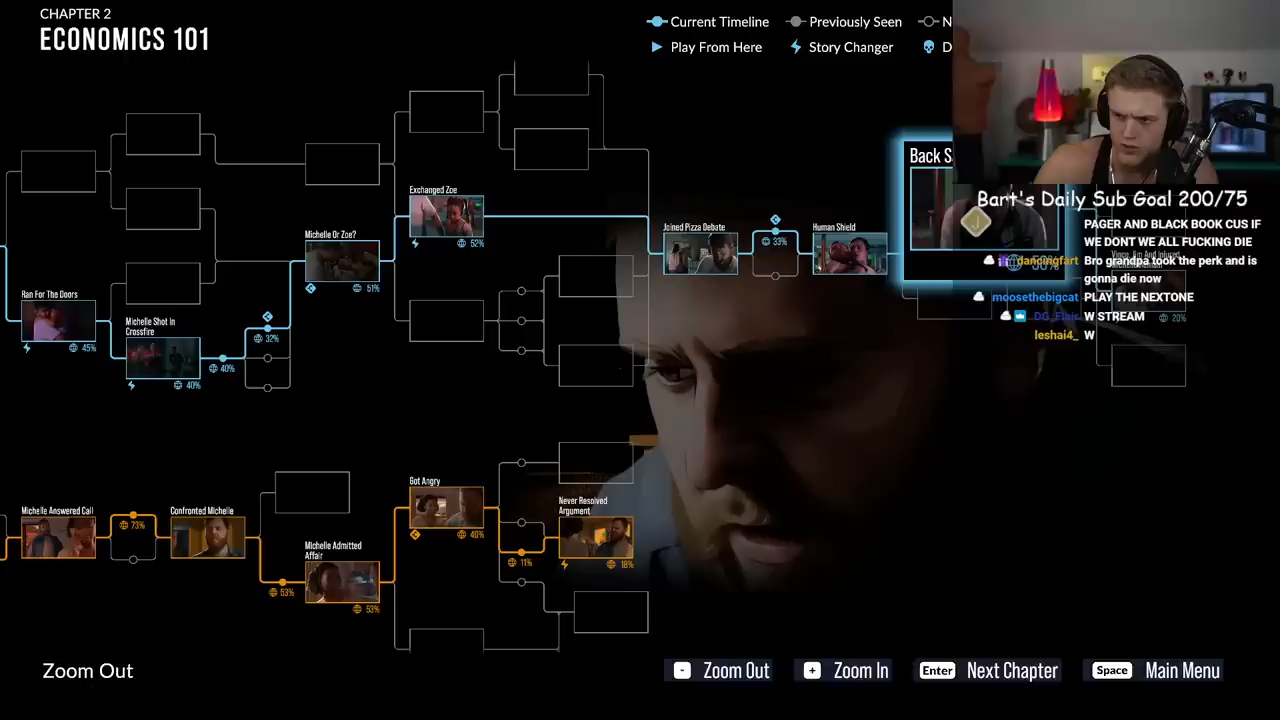 CHAPTER 2
ECONOMICS 101
Current Timeline
Previously Seen
N
Play From Here
Story Changer
D
Exchanged Zoe
52%
Michelle Or Zoe?
51%
Ran For The Doors
45%
Michelle Shot In
Crossfire
40%
40%
32%
Joined Pizza Debate
33%
Human Shield
Back S
Bart's Daily Sub Goal 200/75
PAGER AND BLACK BOOK CUS IF
WE DONT WE ALL FUCKING DIE
dancingfart Bro grandpa took the perk and is
gonna die now
moosethebigcat PLAY THE NEXTONE
DG_Flair W STREAM
leshai4_ W
20%
Michelle Answered Call
73%
Confronted Michelle
53%
Michelle Admitted
Affair
53%
Got Angry
40%
11%
Never Resolved
Argument
18%
Zoom Out
- Zoom Out
+ Zoom In
Enter Next Chapter
Space Main Menu